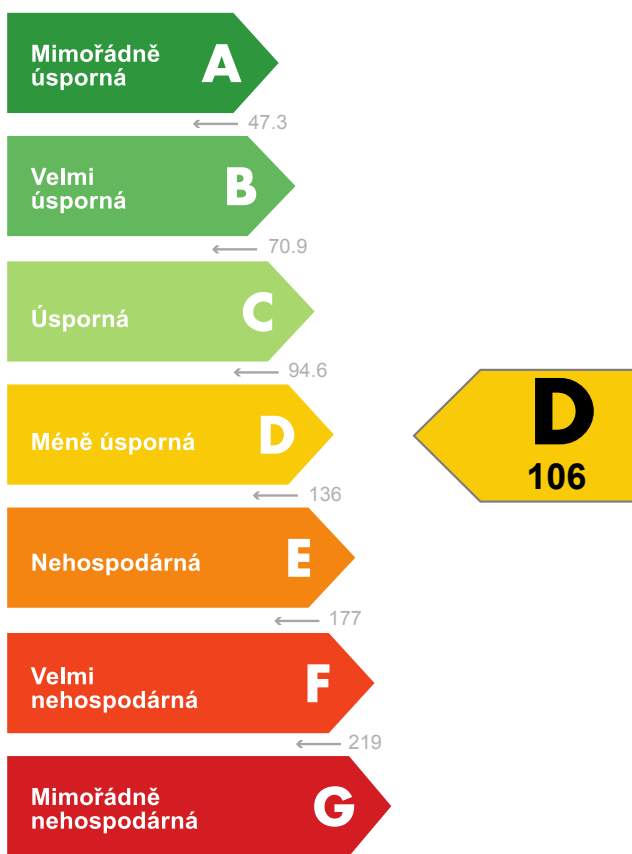 Mimořádně
úsporná
A
47.3
Velmi
úsporná
B
70.9
Úsporná
C
94.6
Méně úsporná
D
136
D
106
Nehospodárná
E
177
Velmi
nehospodárná
F
219
Mimořádně
nehospodárná
G